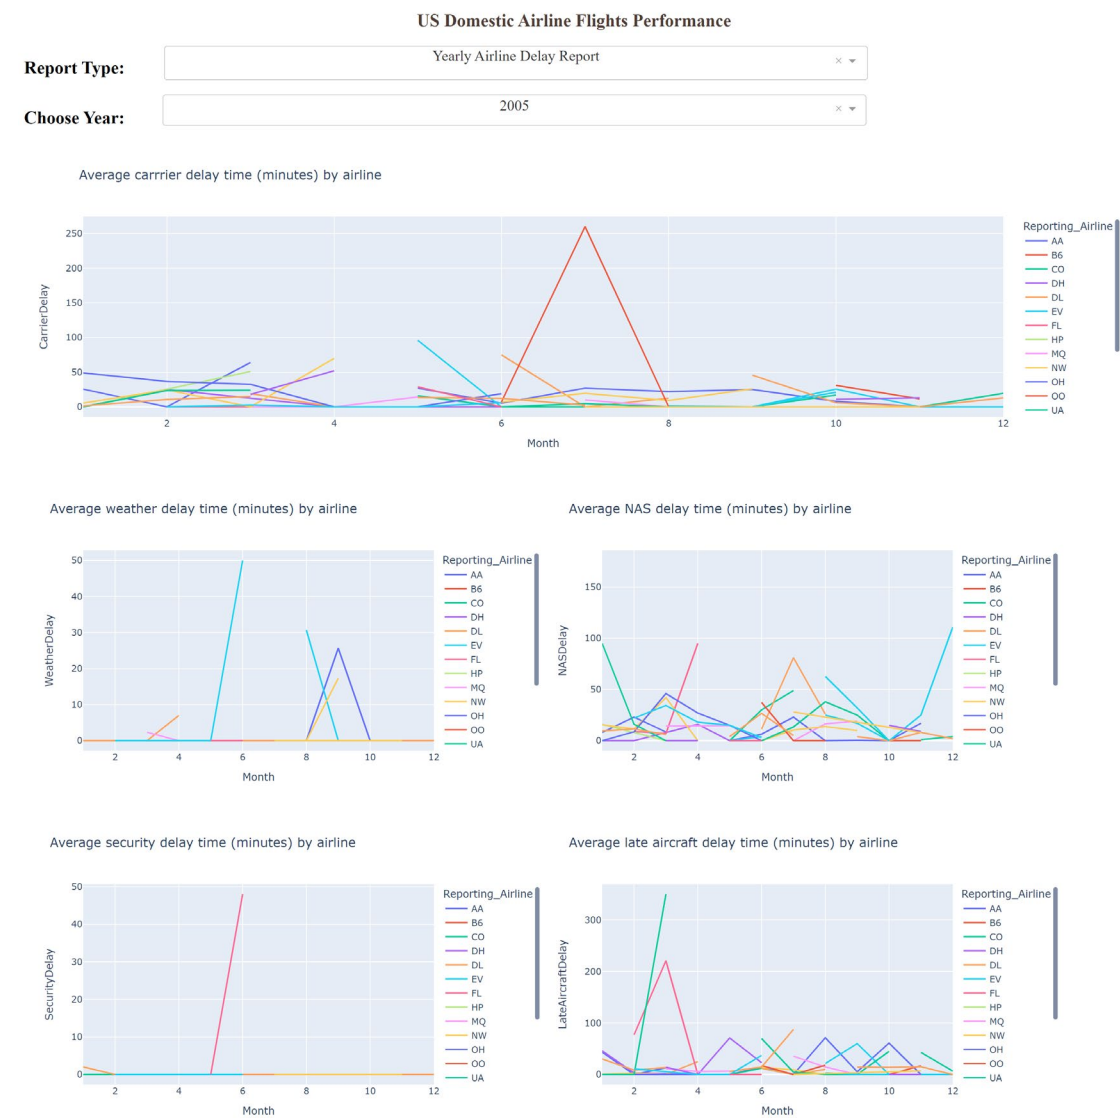 US Domestic Airline Flights Performance
Report Type:
Yearly Airline Delay Report
× 
Choose Year:
2005
× 
Average carrrier delay time (minutes) by airline
CarrierDelay
250
200
150
100
50
0
2
4
6
8
10
12
Month
Reporting_Airline
AA
B6
CO
DH
DL
EV
FL
HP
MQ
NW
OH
OO
UA
Average weather delay time (minutes) by airline
WeatherDelay
50
40
30
20
10
0
2
4
6
8
10
12
Month
Reporting_Airline
AA
B6
CO
DH
DL
EV
FL
HP
MQ
NW
OH
OO
UA
Average NAS delay time (minutes) by airline
NASDelay
150
100
50
0
2
4
6
8
10
12
Month
Reporting_Airline
AA
B6
CO
DH
DL
EV
FL
HP
MQ
NW
OH
OO
UA
Average security delay time (minutes) by airline
SecurityDelay
50
40
30
20
10
0
2
4
6
8
10
12
Month
Reporting_Airline
AA
B6
CO
DH
DL
EV
FL
HP
MQ
NW
OH
OO
UA
Average late aircraft delay time (minutes) by airline
LateAircraftDelay
300
200
100
0
2
4
6
8
10
12
Month
Reporting_Airline
AA
B6
CO
DH
DL
EV
FL
HP
MQ
NW
OH
OO
UA